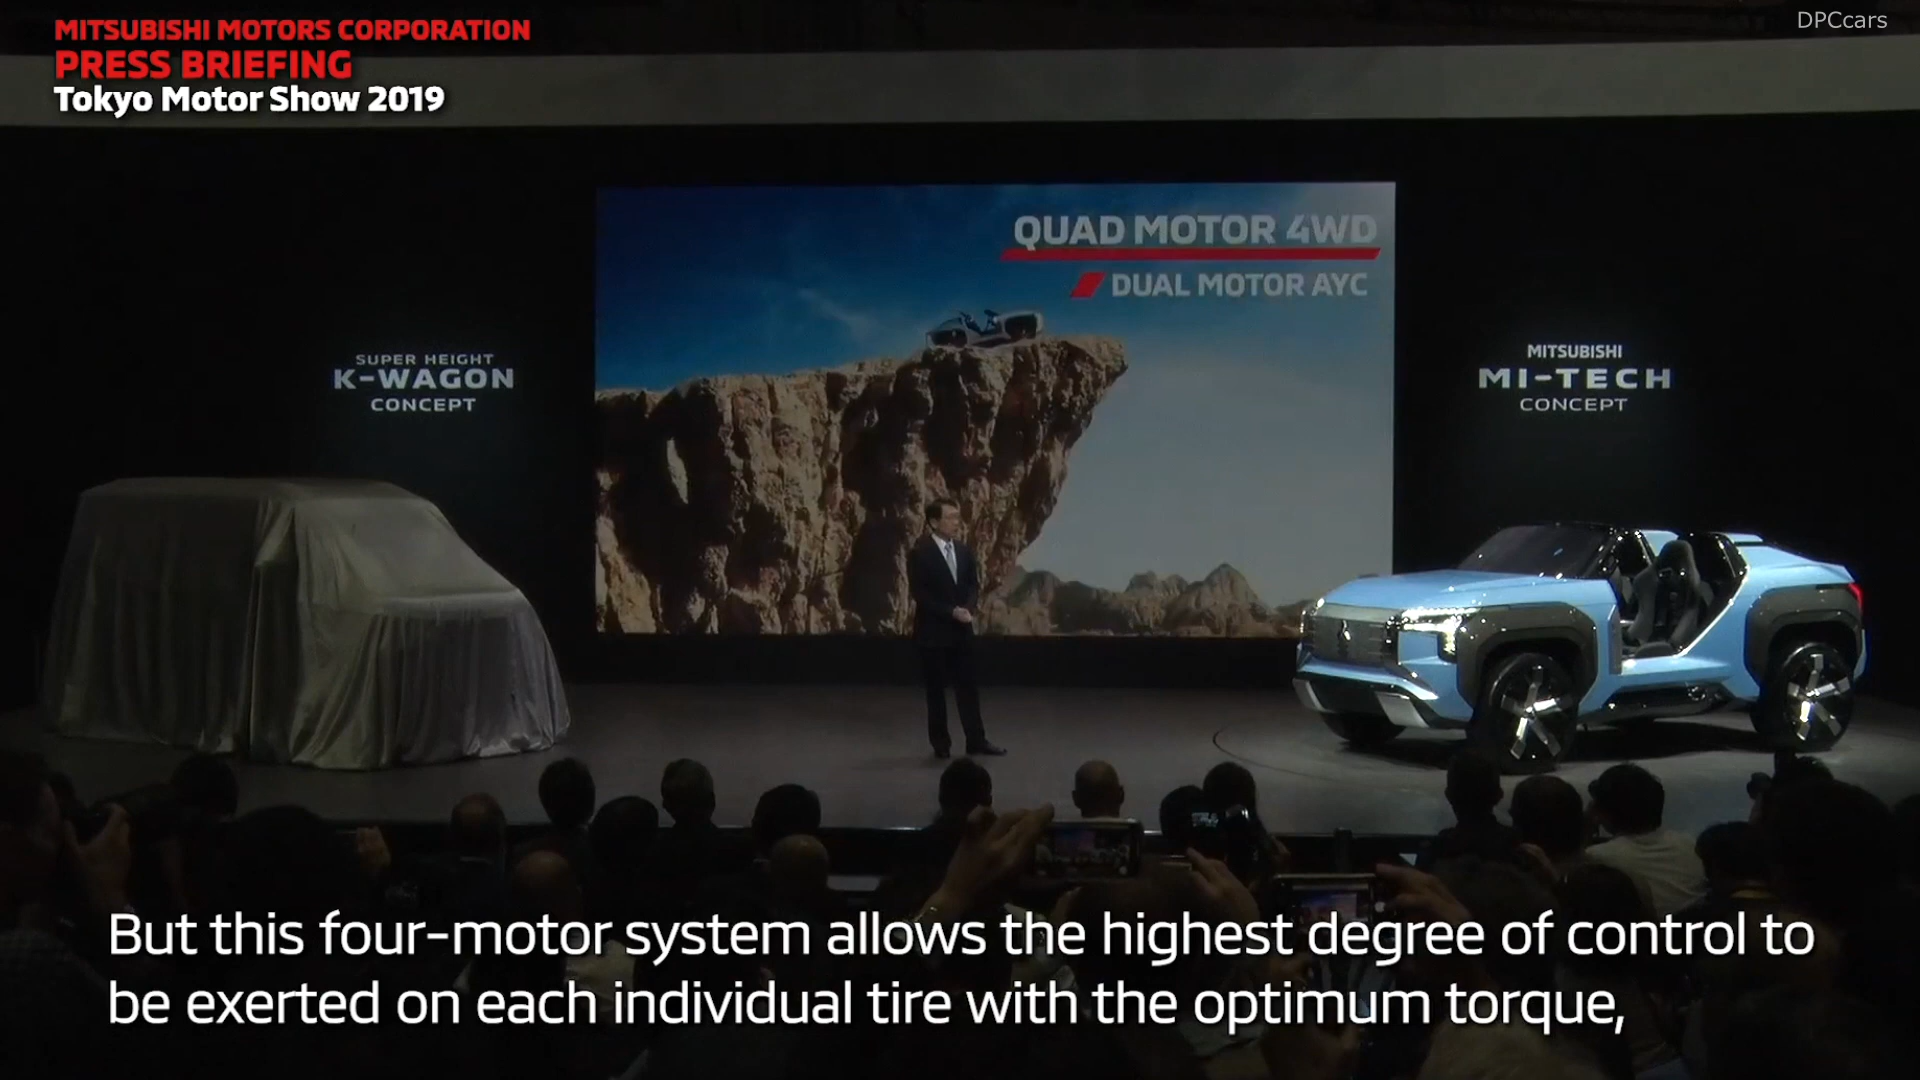 MITSUBISHI MOTORS CORPORATION
PRESS BRIEFING
Tokyo Motor Show 2019
DPCcars
QUAD MOTOR 4WD
DUAL MOTOR AYC
SUPER HEIGHT
K-WAGON
CONCEPT
MITSUBISHI
MI-TECH
CONCEPT
But this four-motor system allows the highest degree of control to
be exerted on each individual tire with the optimum torque,